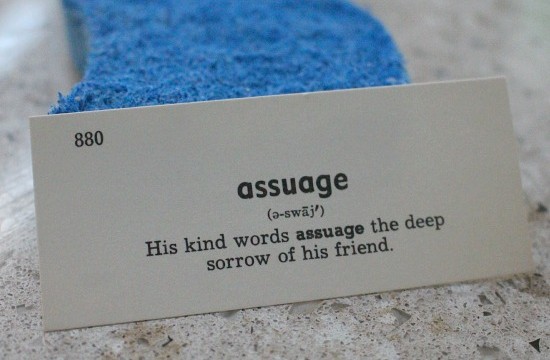 880
assuage
(ə-swāj′)
His kind words assuage the deep
sorrow of his friend.